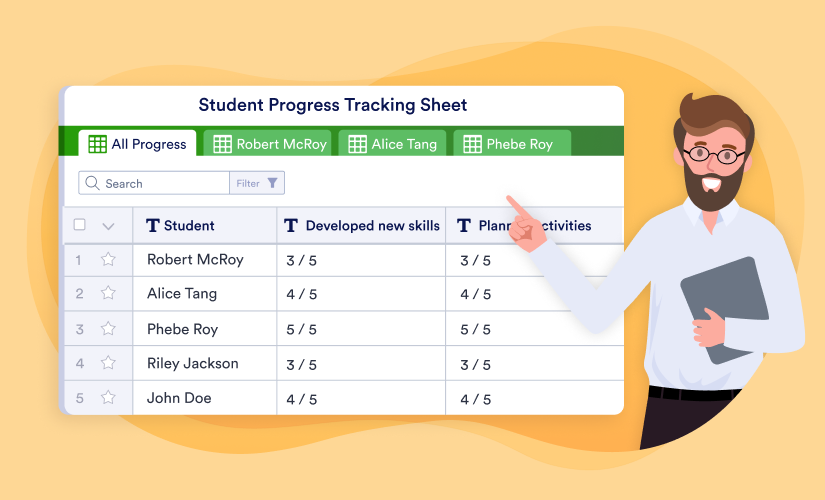 Student Progress Tracking Sheet
All Progress Robert McRoy Alice Tang Phebe Roy
Search Filter
T Student T Developed new skills T Plann ctivities
1 Robert McRoy 3 / 5 3 / 5
2 Alice Tang 4 / 5 4 / 5
3 Phebe Roy 5 / 5 5 / 5
4 Riley Jackson 3 / 5 3 / 5
5 John Doe 4 / 5 4 / 5